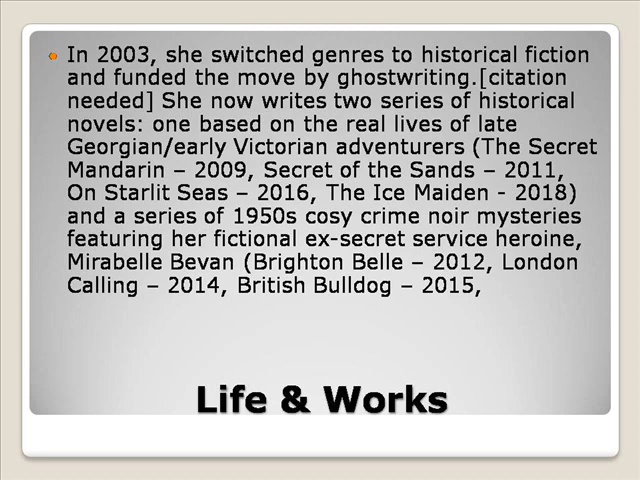 In 2003, she switched genres to historical fiction
and funded the move by ghostwriting.[citation
needed] She now writes two series of historical
novels: one based on the real lives of late
Georgian/early Victorian adventurers (The Secret
Mandarin – 2009, Secret of the Sands – 2011,
On Starlit Seas – 2016, The Ice Maiden - 2018)
and a series of 1950s cosy crime noir mysteries
featuring her fictional ex-secret service heroine,
Mirabelle Bevan (Brighton Belle – 2012, London
Calling – 2014, British Bulldog – 2015,
Life & Works